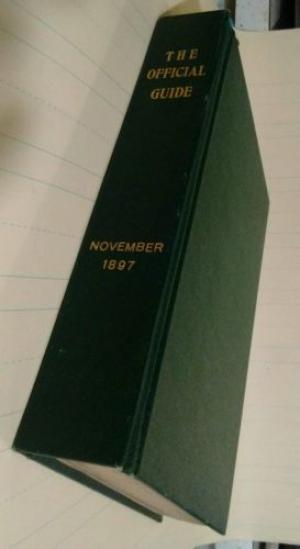 THE
OFFICIAL
GUIDE
NOVEMBER
1897